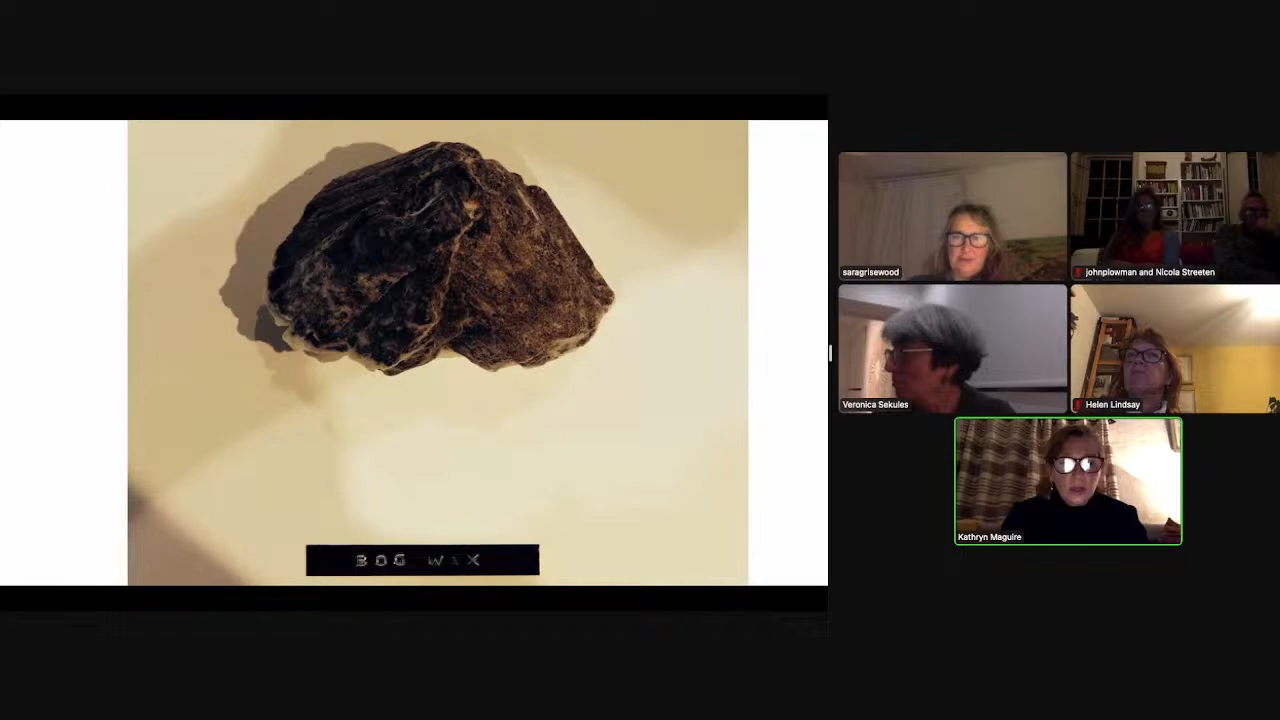 BOG WAX
saragrisewood
johnplowman and Nicola Streeten
Veronica Sekules
Helen Lindsay
Kathryn Maguire